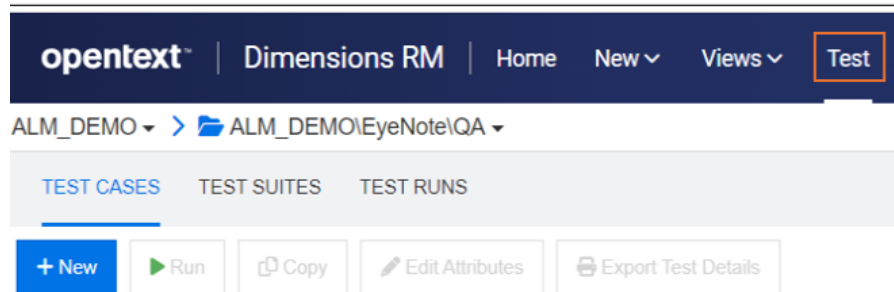 opentext™ | Dimensions RM | Home New Views Test
ALM_DEMO > ALM_DEMO\EyeNote\QA
TEST CASES TEST SUITES TEST RUNS
+ New Run Copy Edit Attributes Export Test Details